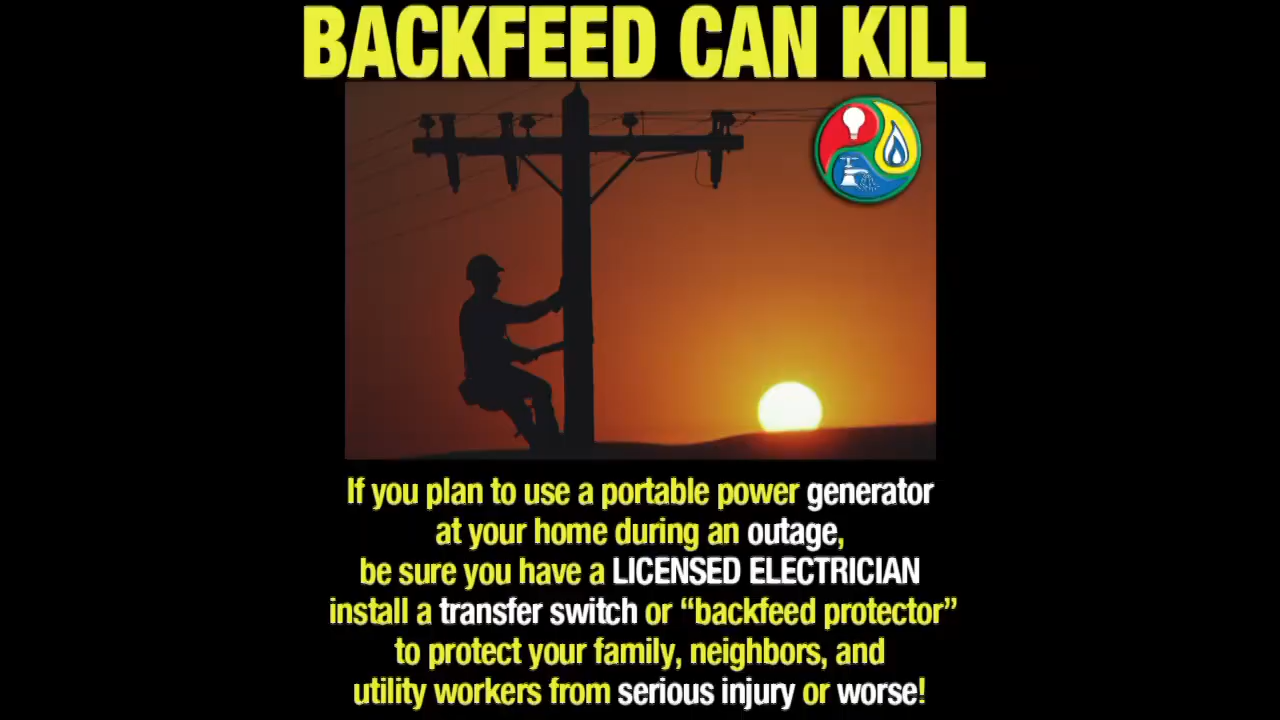 BACKFEED CAN KILL
If you plan to use a portable power generator
at your home during an outage,
be sure you have a LICENSED ELECTRICIAN
install a transfer switch or “backfeed protector”
to protect your family, neighbors, and
utility workers from serious injury or worse!